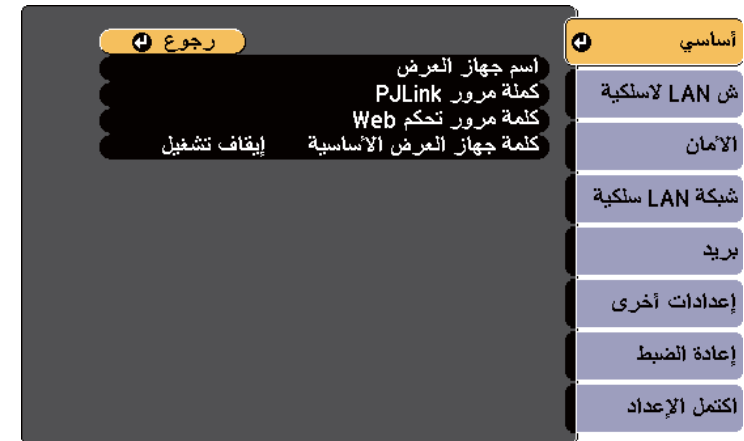 أساسي
ش LAN لاسلكية
الأمان
شبكة LAN سلكية
بريد
إعدادات أخرى
إعادة الضبط
اكتمل الإعداد
رجوع
اسم جهاز العرض
كملة مرور PJLink
كلمة مرور تحكم Web
كلمة جهاز العرض الأساسية إيقاف تشغيل